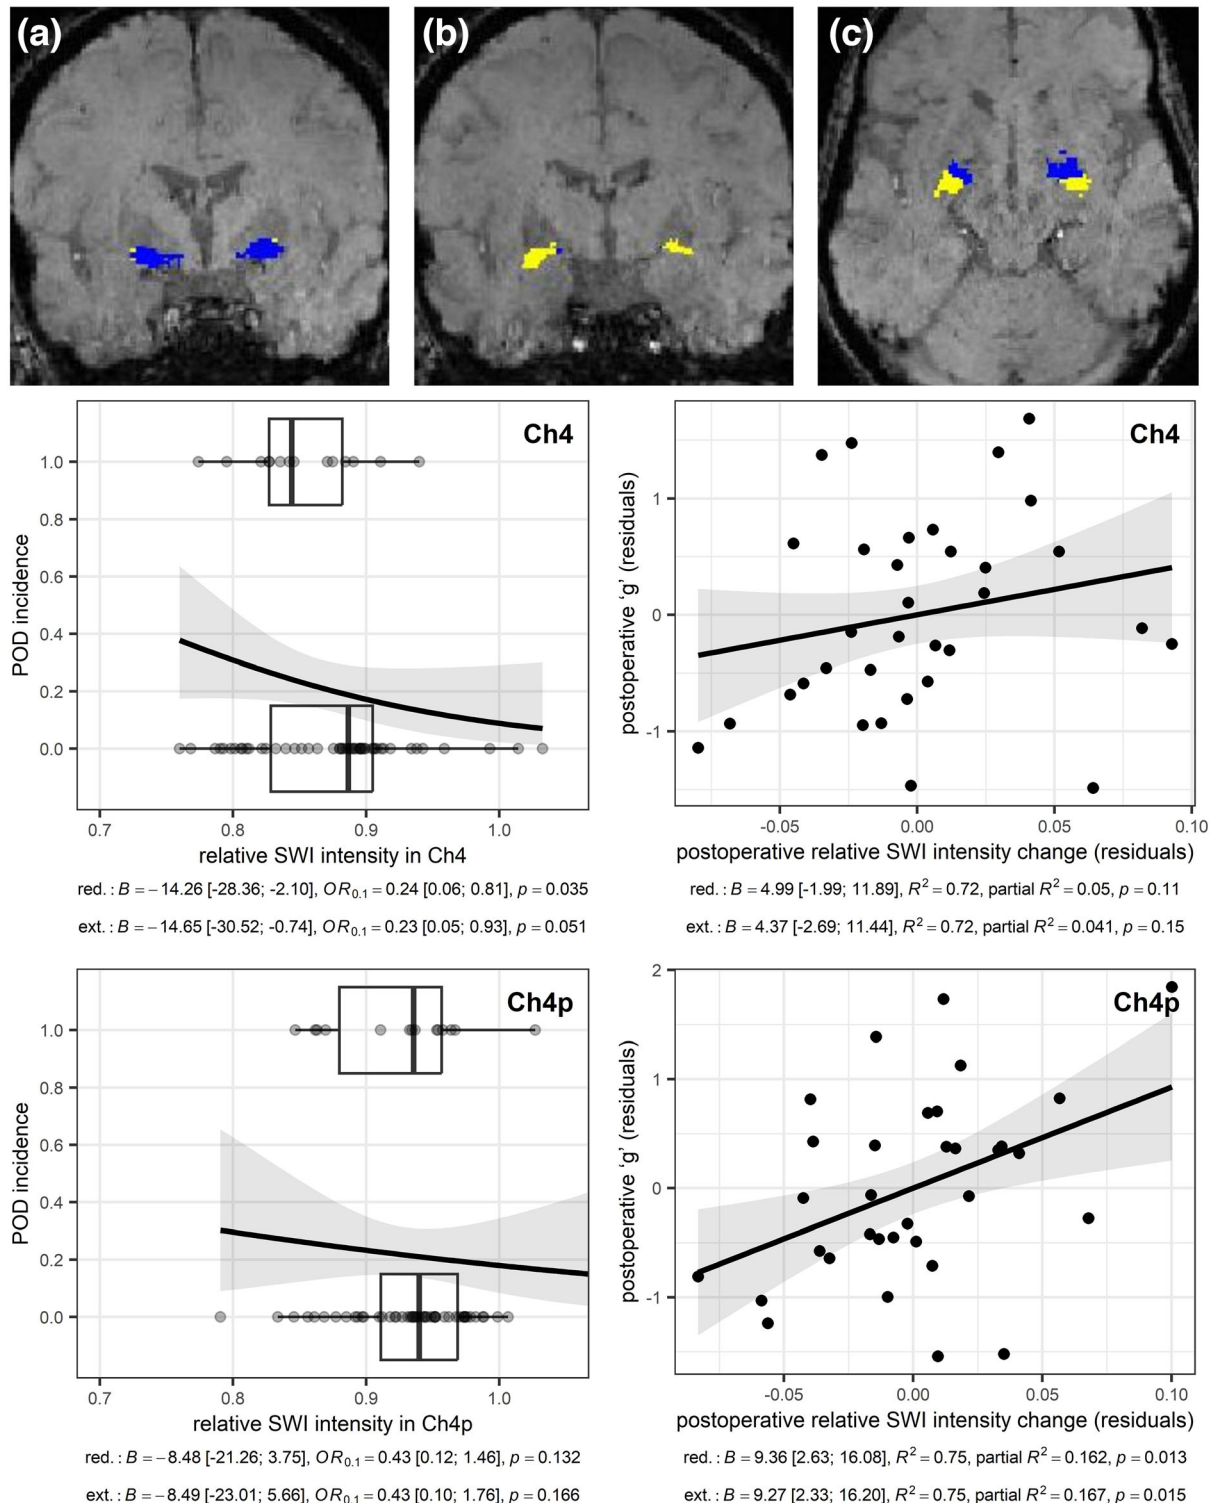 (a)
(b)
(c)
Ch4
POD incidence
1.0
0.8
0.6
0.4
0.2
0.0
0.7 0.8 0.9 1.0
relative SWI intensity in Ch4
red. : B = −14.26 [-28.36; -2.10], OR0.1 = 0.24 [0.06; 0.81], p = 0.035
ext. : B = −14.65 [-30.52; -0.74], OR0.1 = 0.23 [0.05; 0.93], p = 0.051
Ch4
postoperative ‘g’ (residuals)
1
0
-1
-0.05 0.00 0.05 0.10
postoperative relative SWI intensity change (residuals)
red. : B = 4.99 [-1.99; 11.89], R² = 0.72, partial R² = 0.05, p = 0.11
ext. : B = 4.37 [-2.69; 11.44], R² = 0.72, partial R² = 0.041, p = 0.15
Ch4p
POD incidence
1.0
0.8
0.6
0.4
0.2
0.0
0.7 0.8 0.9 1.0
relative SWI intensity in Ch4p
red. : B = −8.48 [-21.26; 3.75], OR0.1 = 0.43 [0.12; 1.46], p = 0.132
ext. : B = −8.49 [-23.01; 5.66], OR0.1 = 0.43 [0.10; 1.76], p = 0.166
Ch4p
postoperative ‘g’ (residuals)
2
1
0
-1
-0.05 0.00 0.05 0.10
postoperative relative SWI intensity change (residuals)
red. : B = 9.36 [2.63; 16.08], R² = 0.75, partial R² = 0.162, p = 0.013
ext. : B = 9.27 [2.33; 16.20], R² = 0.75, partial R² = 0.167, p = 0.015